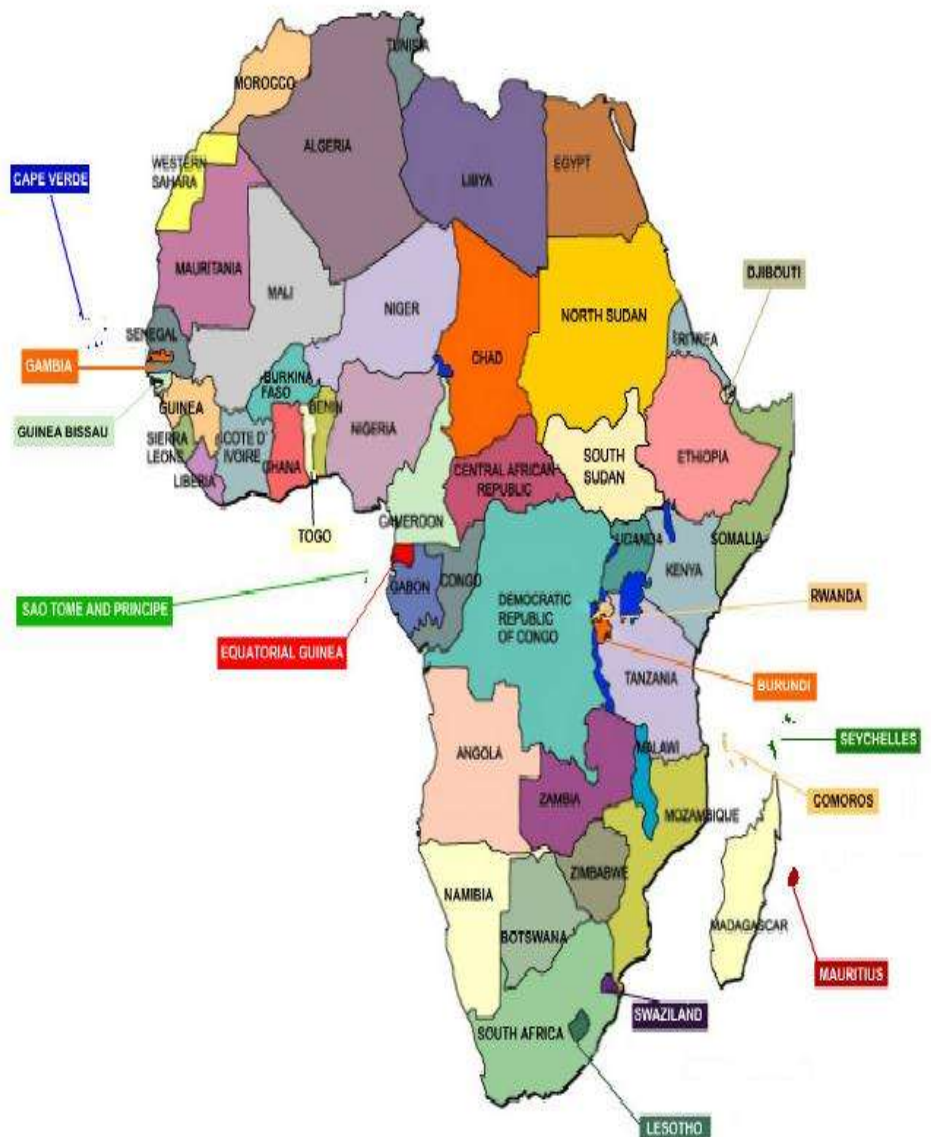 TUNISIA
MOROCCO
ALGERIA
LIBYA
EGYPT
WESTERN
SAHARA
CAPE VERDE
MAURITANIA
MALI
NIGER
CHAD
NORTH SUDAN
ERITREA
DJIBOUTI
SENEGAL
GAMBIA
GUINEA BISSAU
GUINEA
BURKINA
FASO
BENIN
NIGERIA
SIERRA
LEONS
COTE D'
IVOIRE
GHANA
LIBERIA
TOGO
CENTRAL AFRICAN
REPUBLIC
SOUTH
SUDAN
ETHIOPIA
SOMALIA
CAMEROON
UGANDA
KENYA
GABON
CONGO
SAO TOME AND PRINCIPE
EQUATORIAL GUINEA
DEMOCRATIC
REPUBLIC
OF CONGO
RWANDA
BURUNDI
TANZANIA
SEYCHELLES
COMOROS
ANGOLA
ZAMBIA
MALAWI
MOZAMBIQUE
NAMIBIA
ZIMBABWE
BOTSWANA
MADAGASCAR
MAURITIUS
SWAZILAND
SOUTH AFRICA
LESOTHO